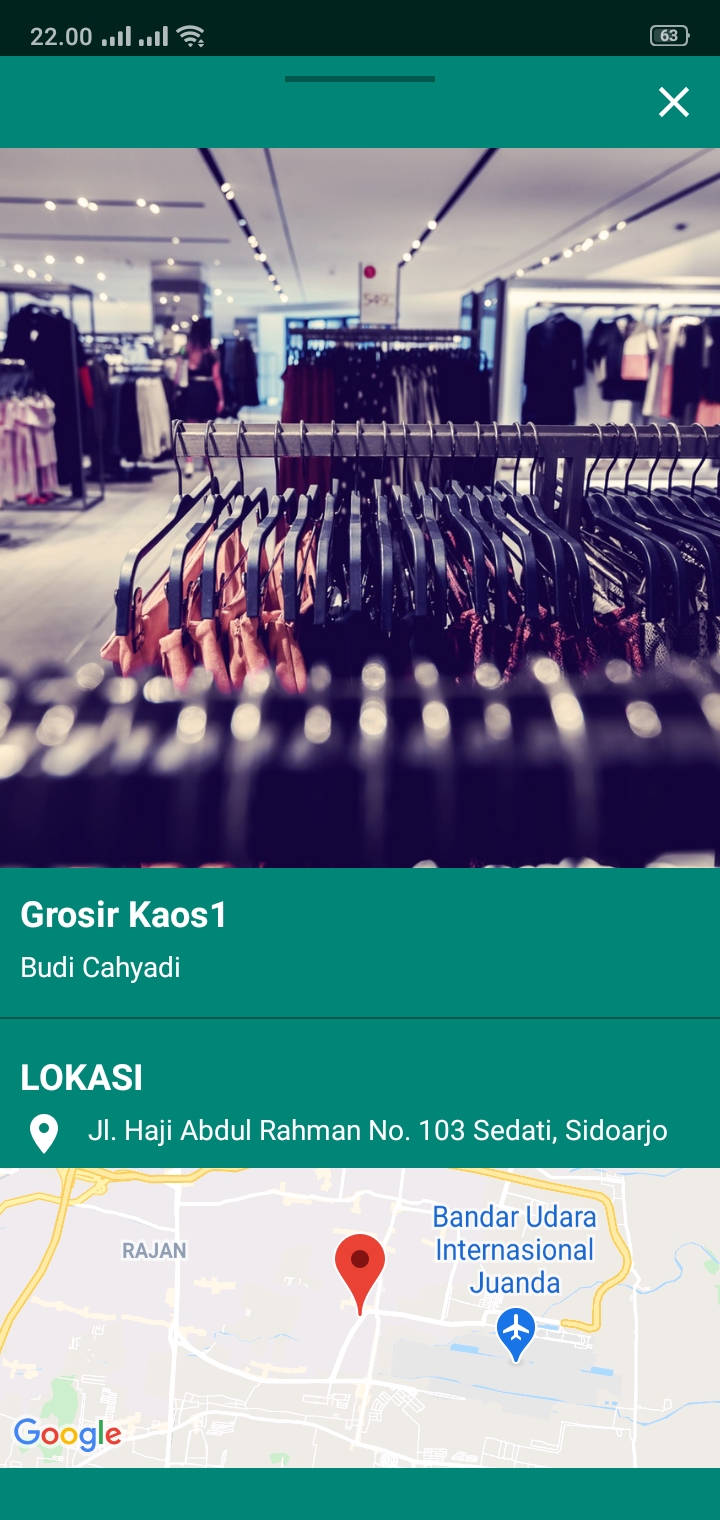 22.00
63
Grosir Kaos1
Budi Cahyadi
LOKASI
Jl. Haji Abdul Rahman No. 103 Sedati, Sidoarjo
Bandar Udara
Internasional
Juanda
RAJAN
Google